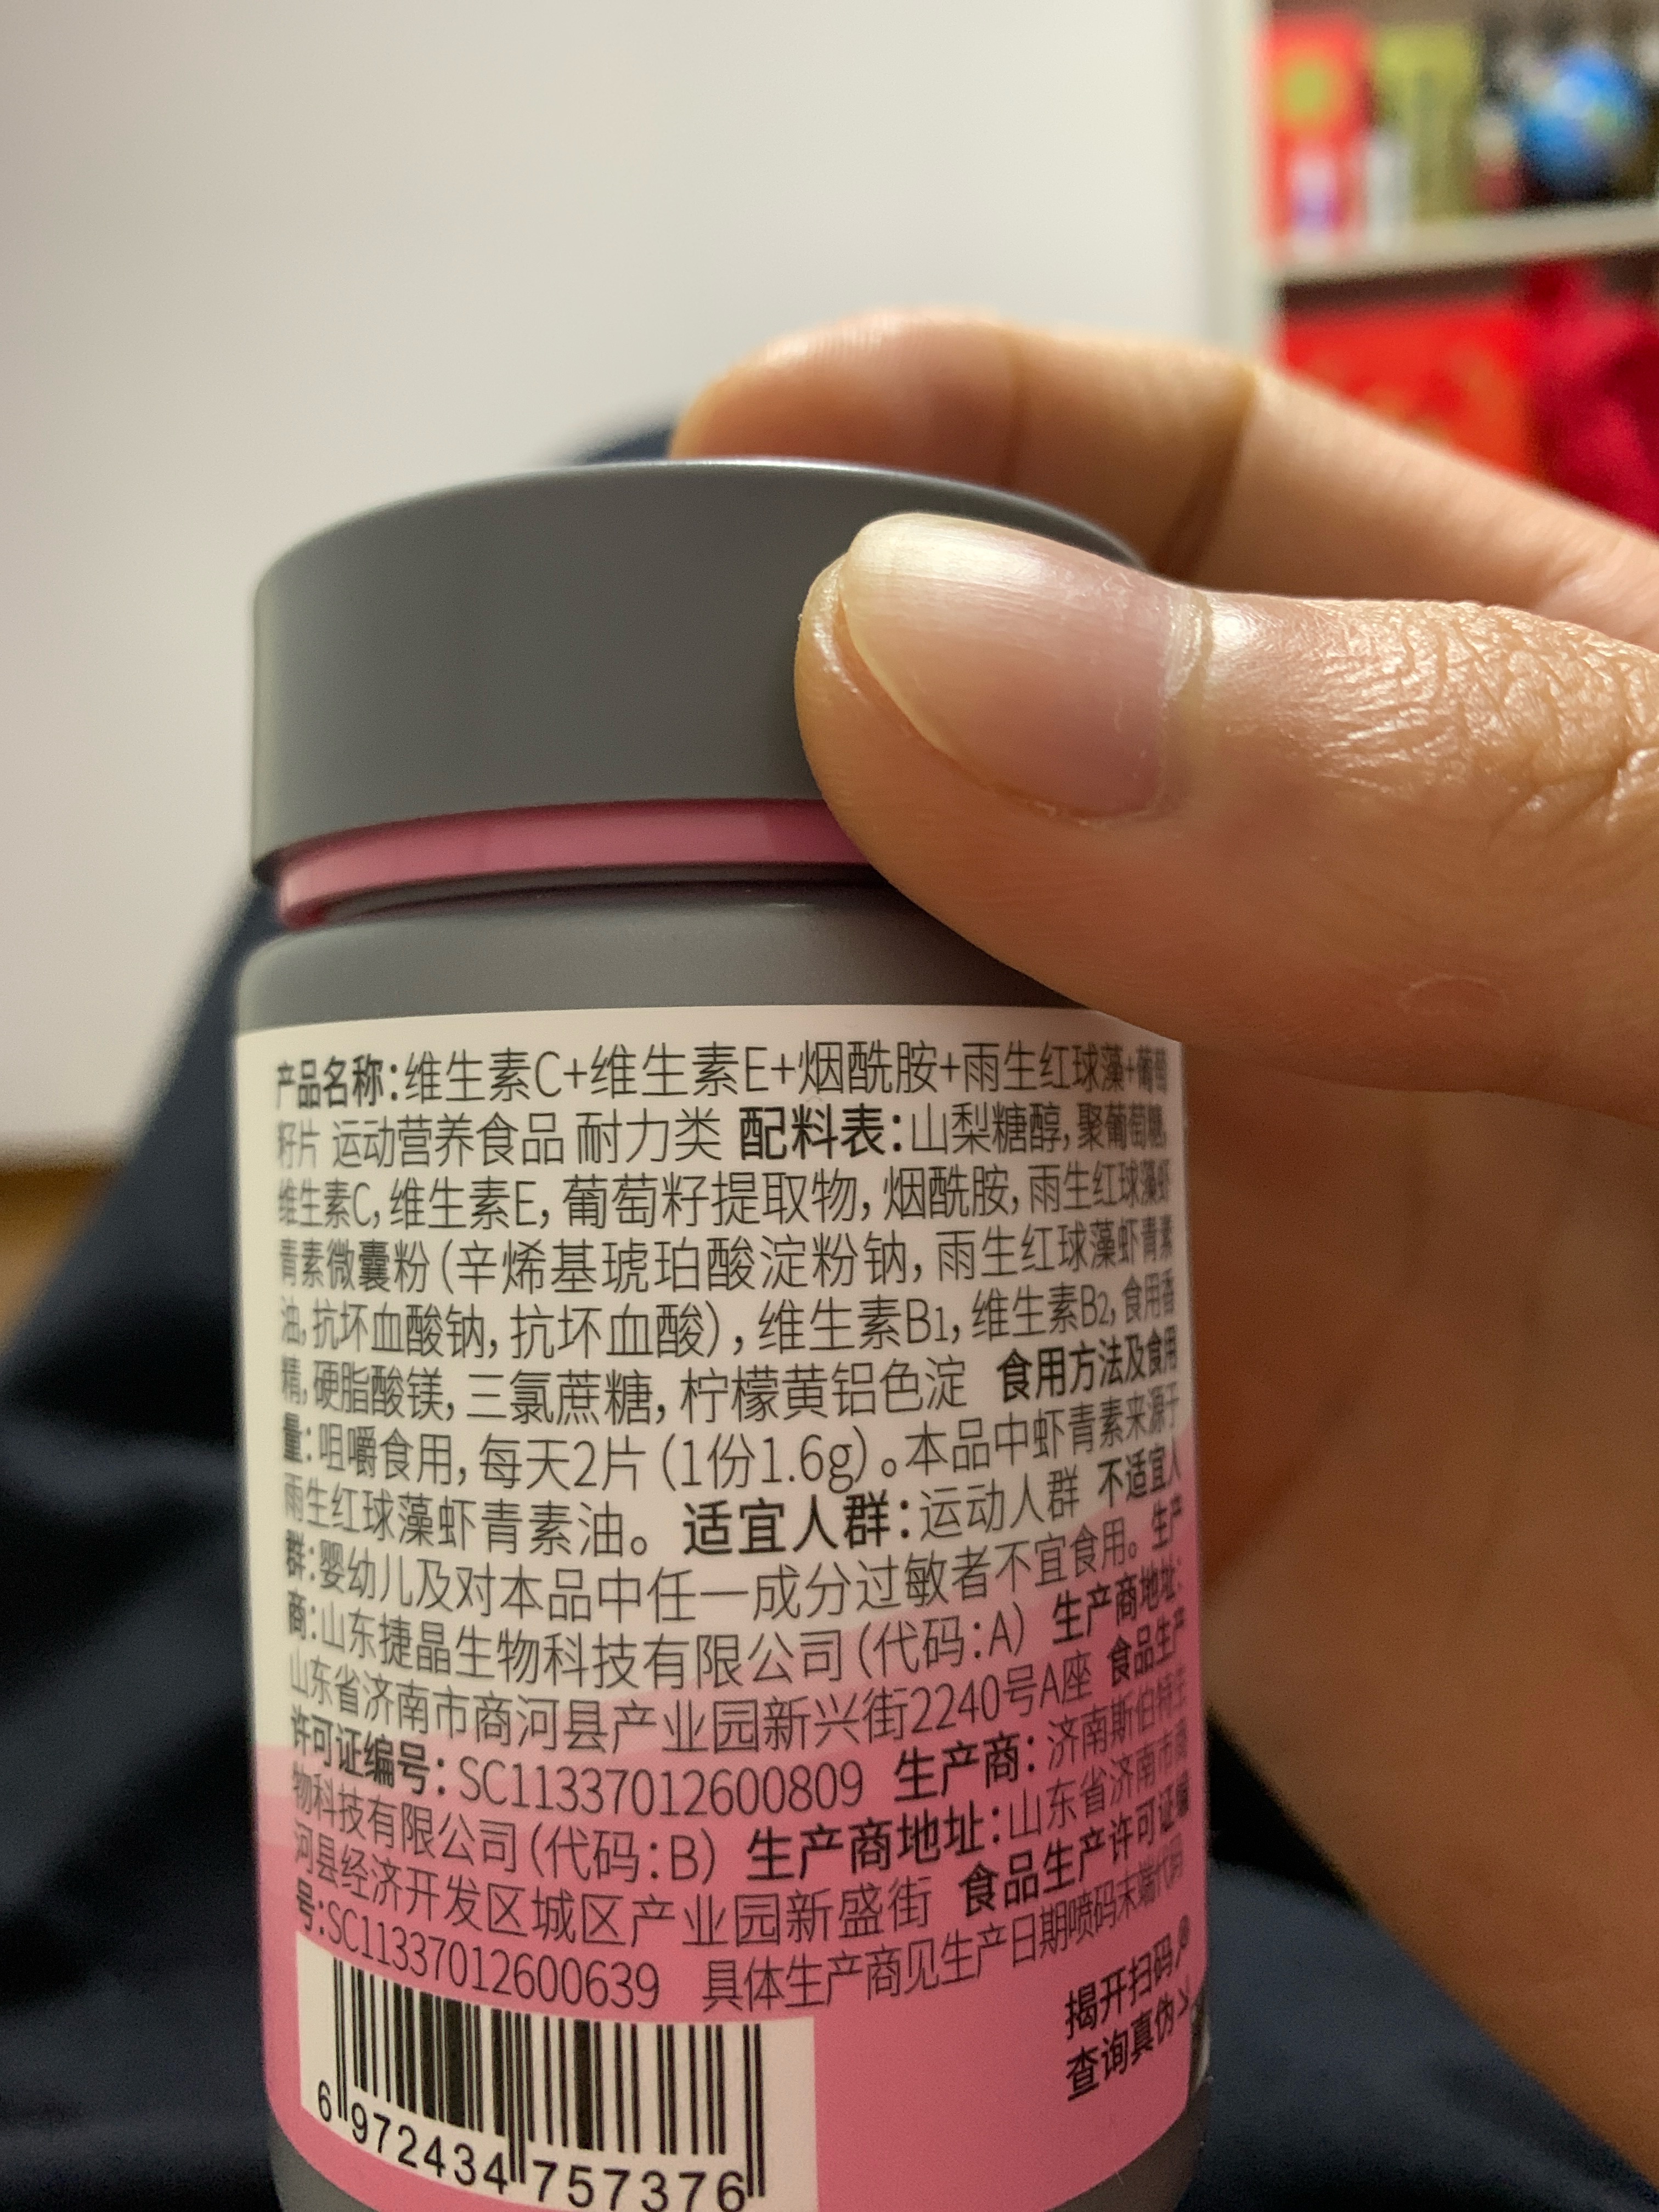 产品名称:维生素C+维生素E+烟酰胺+雨生红球藻+葡萄
籽片 运动营养食品 耐力类 配料表:山梨糖醇,聚葡萄糖,
维生素C,维生素E,葡萄籽提取物,烟酰胺,雨生红球藻虾
青素微囊粉(辛烯基琥珀酸淀粉钠,雨生红球藻虾青素
油,抗坏血酸钠,抗坏血酸),维生素B1,维生素B2,食用香
精,硬脂酸镁,三氯蔗糖,柠檬黄铝色淀 食用方法及食用
量:咀嚼食用,每天2片(1份1.6g)。本品中虾青素来源于
雨生红球藻虾青素油。适宜人群:运动人群 不适宜人
群:婴幼儿及对本品中任一成分过敏者不宜食用。生产
商:山东捷晶生物科技有限公司(代码:A) 生产商地址:
山东省济南市商河县产业园新兴街2240号A座 食品生产
许可证编号:SC11337012600809 生产商:济南斯伯特生
物科技有限公司(代码:B) 生产商地址:山东省济南市商
河县经济开发区城区产业园新盛街 食品生产许可证编
号:SC11337012600639 具体生产商见生产日期喷码末端代码
揭开扫码
查询真伪>
6 972434 757376